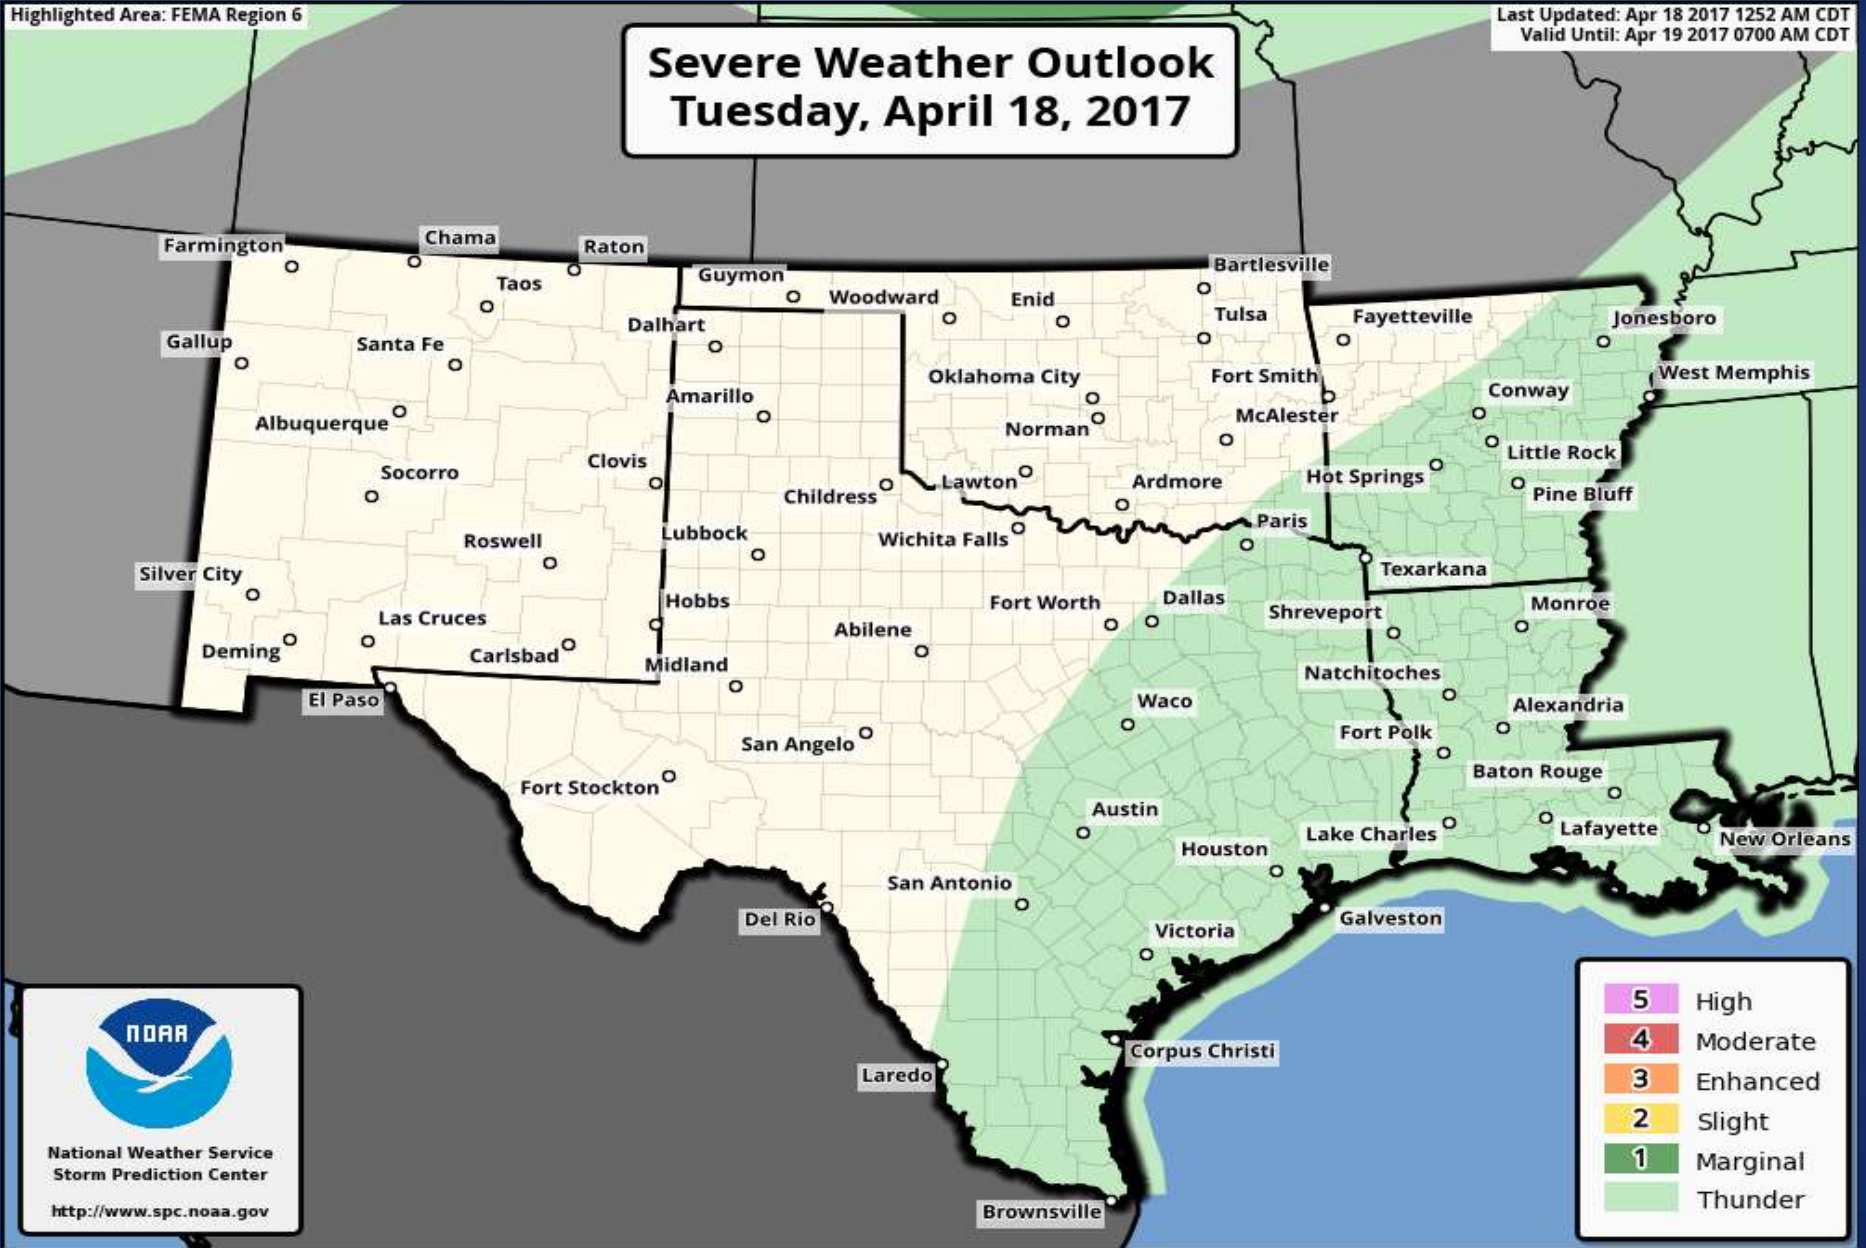 Highlighted Area: FEMA Region 6
Last Updated: Apr 18 2017 1252 AM CDT
Valid Until: Apr 19 2017 0700 AM CDT
Severe Weather Outlook
Tuesday, April 18, 2017
Farmington
Chama
Raton
Taos
Guymon
Woodward
Enid
Bartlesville
Tulsa
Fayetteville
Jonesboro
Gallup
Santa Fe
Dalhart
Oklahoma City
Fort Smith
West Memphis
Amarillo
Conway
Albuquerque
Norman
McAlester
Little Rock
Socorro
Clovis
Childress
Lawton
Ardmore
Hot Springs
Pine Bluff
Roswell
Lubbock
Wichita Falls
Paris
Silver City
Texarkana
Las Cruces
Hobbs
Fort Worth
Dallas
Shreveport
Monroe
Deming
Carlsbad
Abilene
Midland
Natchitoches
El Paso
Waco
Alexandria
San Angelo
Fort Polk
Fort Stockton
Baton Rouge
Austin
Lake Charles
Lafayette
New Orleans
Houston
San Antonio
Del Rio
Galveston
Victoria
Corpus Christi
Laredo
Brownsville
NOAA
National Weather Service
Storm Prediction Center
http://www.spc.noaa.gov
5 High
4 Moderate
3 Enhanced
2 Slight
1 Marginal
Thunder